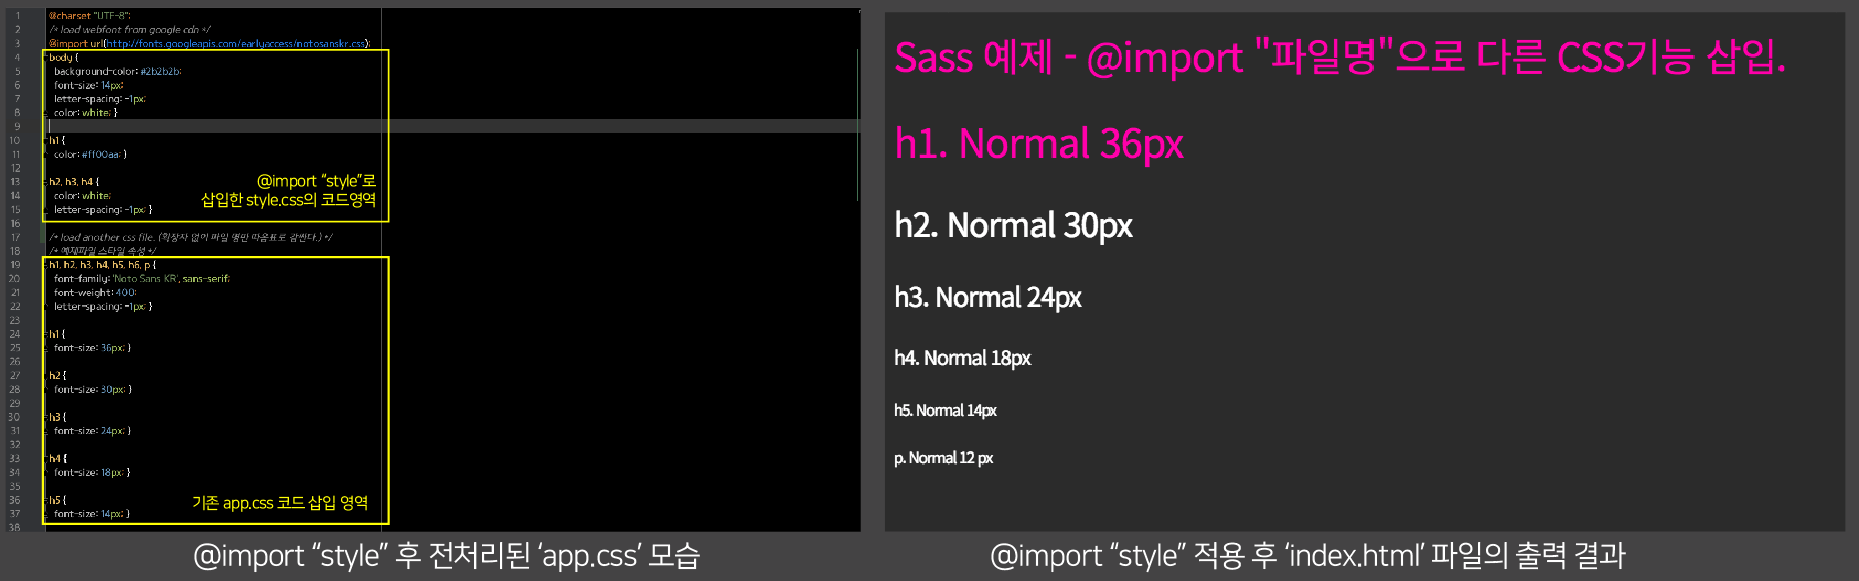 1 @charset "UTF-8";
2 /* load webfont from google cdn */
3 @import url(http://fonts.googleapis.com/earlyaccess/notosanskr.css);
4 body {
5 background-color: #2b2b2b;
6 font-size: 14px;
7 letter-spacing: -1px;
8 color: white; }
9
10 h1 {
11 color: #ff00aa; }
12
13 h2, h3, h4 {
14 color: white;
15 letter-spacing: -1px; }
@import “style”로
삽입한 style.css의 코드영역
16
17 /* load another css file. (확장자 없이 파일 명만 따옴표로 감싼다.) */
18 /* 예제파일 스타일 속성 */
19 h1, h2, h3, h4, h5, h6, p {
20 font-family: 'Noto Sans KR', sans-serif;
21 font-weight: 400;
22 letter-spacing: -1px; }
23
24 h1 {
25 font-size: 36px; }
26
27 h2 {
28 font-size: 30px; }
29
30 h3 {
31 font-size: 24px; }
32
33 h4 {
34 font-size: 18px; }
35
36 h5 {
37 font-size: 14px; }
38
기존 app.css 코드 삽입 영역
@import “style” 후 전처리된 ‘app.css’ 모습
Sass 예제 - @import "파일명"으로 다른 CSS기능 삽입.
h1. Normal 36px
h2. Normal 30px
h3. Normal 24px
h4. Normal 18px
h5. Normal 14px
p. Normal 12 px
@import “style” 적용 후 ‘index.html’ 파일의 출력 결과